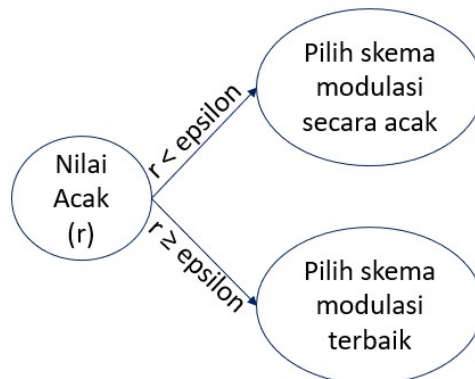 Nilai
Acak
(r)
r < epsilon
r ≥ epsilon
Pilih skema
modulasi
secara acak
Pilih skema
modulasi
terbaik